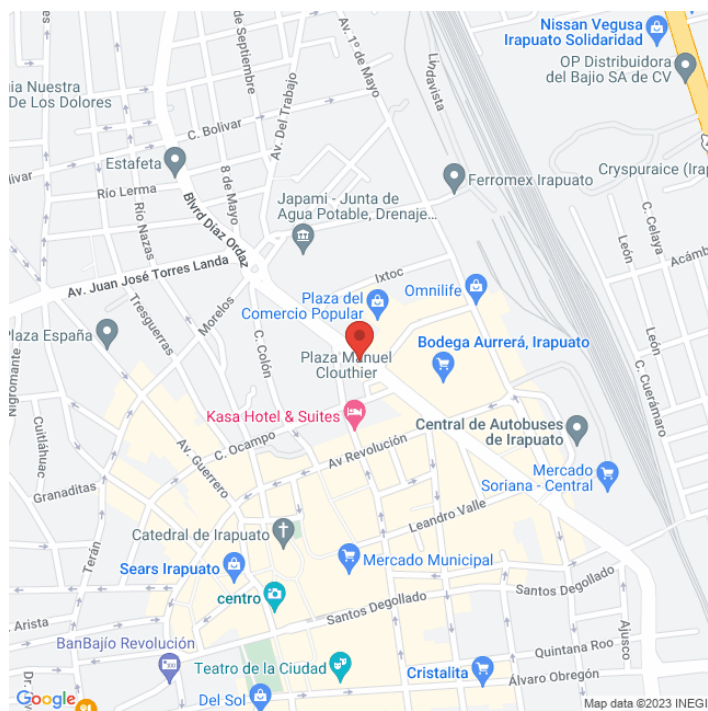 Nissan Vegusa
Irapuato Solidaridad
OP Distribuidora
del Bajio SA de CV
Av. 1º de Mayo
Lindavista
de Septiembre
Av. Del Trabajo
C. Bolivar
uia Nuestra
De Los Dolores
Estafeta
livar
Río Lerma
8 de Mayo
Río Nazas
Blvrd Diaz Ordaz
Japami - Junta de
Agua Potable, Drenaje...
Ferromex Irapuato
Cryspuraice (Irap
C. Celaya
León
Acámb
Av. Juan José Torres Landa
Ixtoc
Omnilife
Plaza del
Comercio Popular
Morelos
Tresguerras
C. Colón
Plaza España
Nigromante
Plaza Manuel
Clouthier
Bodega Aurrerá, Irapuato
León
C. Cuerámaro
Kasa Hotel & Suites
Cuitláhuac
C. Ocampo
Av Revolución
Central de Autobuses
de Irapuato
Av. Guerrero
Granaditas
Mercado
Soriana - Central
Terán
Catedral de Irapuato
Leandro Valle
Sears Irapuato
Mercado Municipal
centro
Santos Degollado
Santos Degollado
Arista
BanBajío Revolución
Quintana Roo
Ajusco
Teatro de la Ciudad
Cristalita
Álvaro Obregón
Dr.
Del Sol
Google
Map data ©2023 INEGI